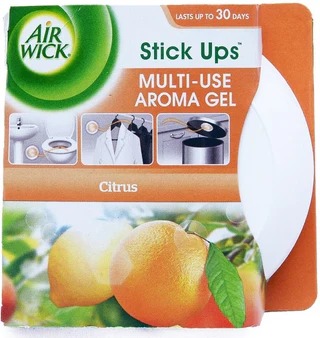 LASTS UP TO 30 DAYS
AIR
WICK
Stick Ups™
MULTI-USE
AROMA GEL
Citrus